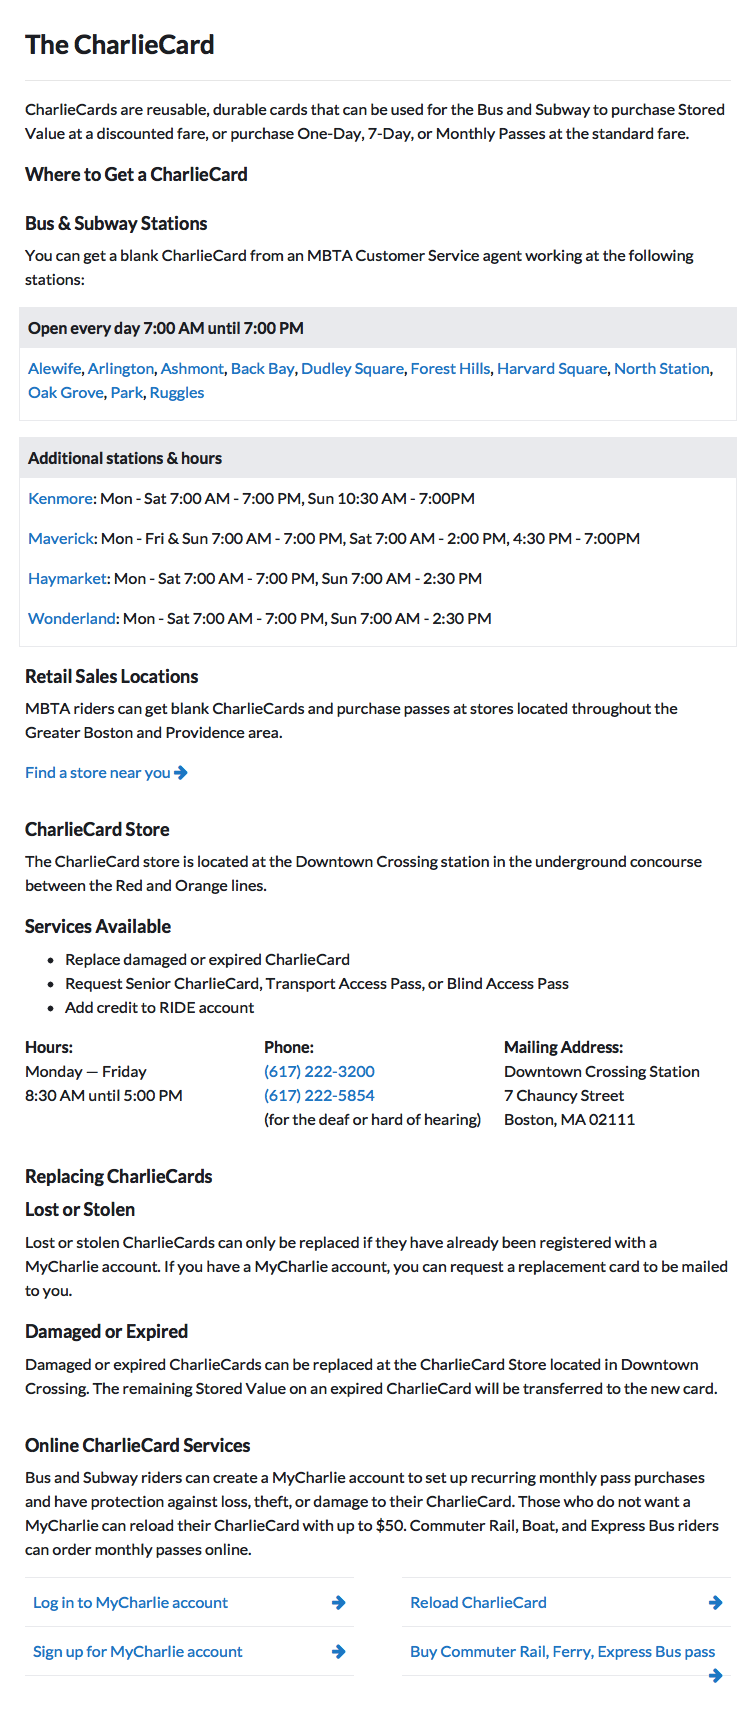 The CharlieCard
CharlieCards are reusable, durable cards that can be used for the Bus and Subway to purchase Stored
Value at a discounted fare, or purchase One-Day, 7-Day, or Monthly Passes at the standard fare.
Where to Get a CharlieCard
Bus & Subway Stations
You can get a blank CharlieCard from an MBTA Customer Service agent working at the following
stations:
Open every day 7:00 AM until 7:00 PM
Alewife, Arlington, Ashmont, Back Bay, Dudley Square, Forest Hills, Harvard Square, North Station,
Oak Grove, Park, Ruggles
Additional stations & hours
Kenmore: Mon - Sat 7:00 AM - 7:00 PM, Sun 10:30 AM - 7:00PM
Maverick: Mon - Fri & Sun 7:00 AM - 7:00 PM, Sat 7:00 AM - 2:00 PM, 4:30 PM - 7:00PM
Haymarket: Mon - Sat 7:00 AM - 7:00 PM, Sun 7:00 AM - 2:30 PM
Wonderland: Mon - Sat 7:00 AM - 7:00 PM, Sun 7:00 AM - 2:30 PM
Retail Sales Locations
MBTA riders can get blank CharlieCards and purchase passes at stores located throughout the
Greater Boston and Providence area.
Find a store near you
CharlieCard Store
The CharlieCard store is located at the Downtown Crossing station in the underground concourse
between the Red and Orange lines.
Services Available
• Replace damaged or expired CharlieCard
• Request Senior CharlieCard, Transport Access Pass, or Blind Access Pass
• Add credit to RIDE account
Hours:
Monday — Friday
8:30 AM until 5:00 PM
Phone:
(617) 222-3200
(617) 222-5854
(for the deaf or hard of hearing)
Mailing Address:
Downtown Crossing Station
7 Chauncy Street
Boston, MA 02111
Replacing CharlieCards
Lost or Stolen
Lost or stolen CharlieCards can only be replaced if they have already been registered with a
MyCharlie account. If you have a MyCharlie account, you can request a replacement card to be mailed
to you.
Damaged or Expired
Damaged or expired CharlieCards can be replaced at the CharlieCard Store located in Downtown
Crossing. The remaining Stored Value on an expired CharlieCard will be transferred to the new card.
Online CharlieCard Services
Bus and Subway riders can create a MyCharlie account to set up recurring monthly pass purchases
and have protection against loss, theft, or damage to their CharlieCard. Those who do not want a
MyCharlie can reload their CharlieCard with up to $50. Commuter Rail, Boat, and Express Bus riders
can order monthly passes online.
Log in to MyCharlie account
Reload CharlieCard
Sign up for MyCharlie account
Buy Commuter Rail, Ferry, Express Bus pass